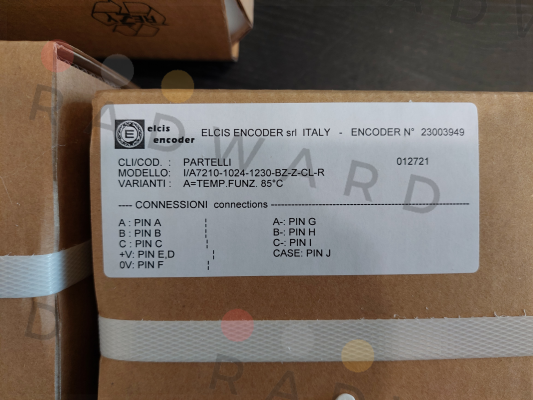 elcis
encoder
ELCIS ENCODER srl ITALY - ENCODER N° 23003949
CLI/COD. : PARTELLI 012721
MODELLO: I/A7210-1024-1230-BZ-Z-CL-R
VARIANTI : A=TEMP.FUNZ. 85°C
---- CONNESSIONI connections ----
A : PIN A A-: PIN G
B : PIN B B-: PIN H
C : PIN C C-: PIN I
+V: PIN E,D CASE: PIN J
0V: PIN F
RADWARD